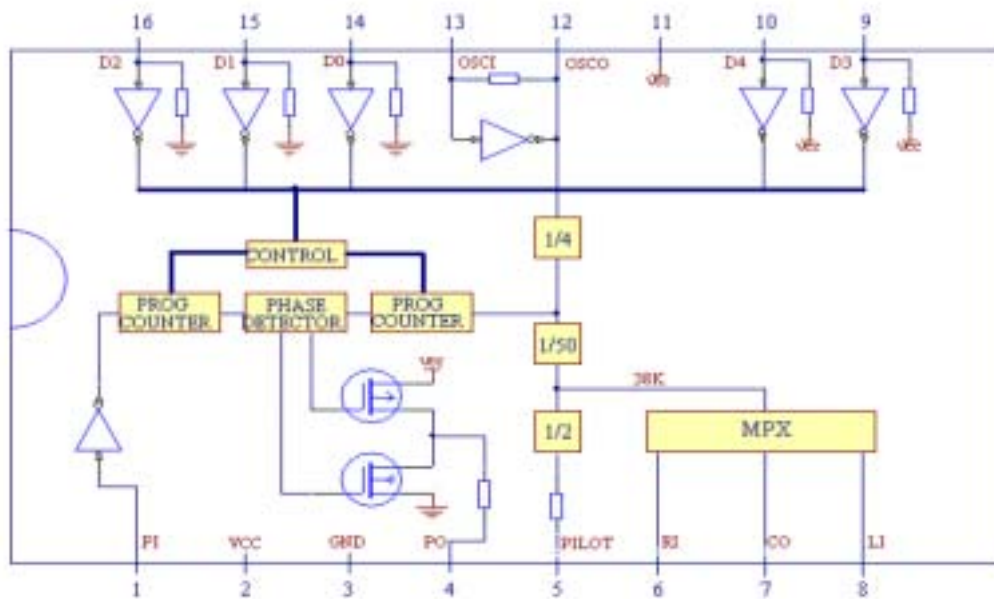 16 15 14 13 12 11 10 9
D2 D1 D0 OSCI OSCO D4 D3
Vcc Vcc
1/4
CONTROL
PROG COUNTER
PHASE DETECTOR
PROG COUNTER
1/50
38K
1/2
MPX
PI VCC GND PO PILOT RI CO LI
1 2 3 4 5 6 7 8